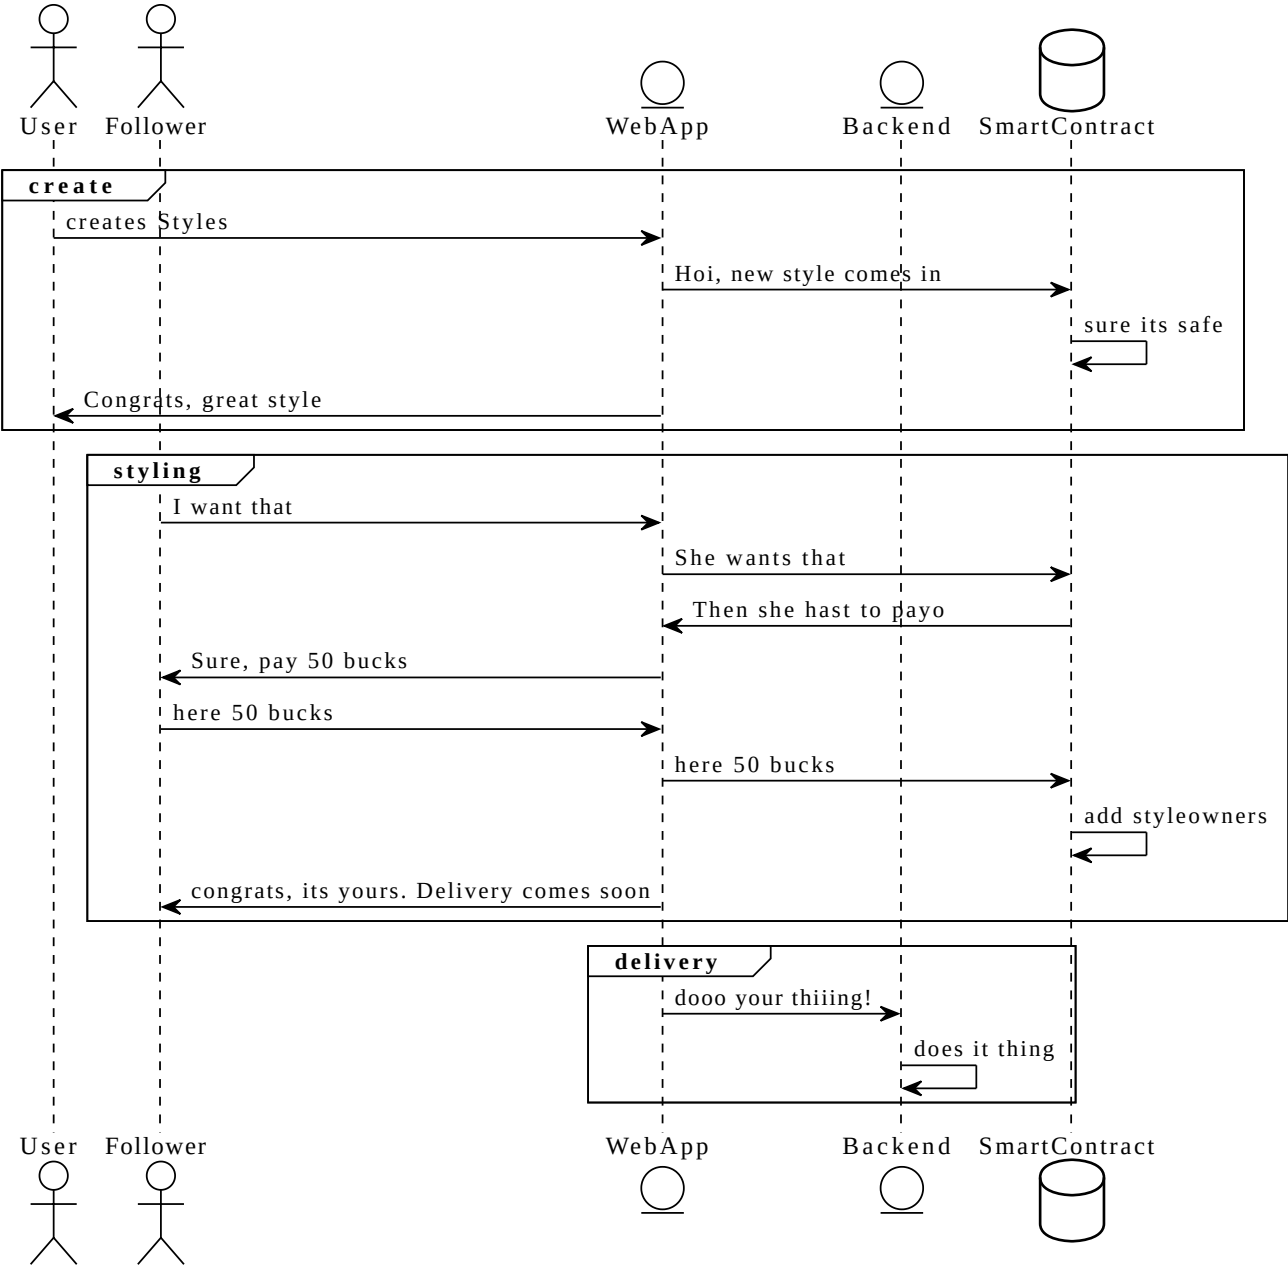 User Follower WebApp Backend SmartContract
create
creates Styles
Hoi, new style comes in
sure its safe
Congrats, great style
styling
I want that
She wants that
Then she hast to payo
Sure, pay 50 bucks
here 50 bucks
here 50 bucks
add styleowners
congrats, its yours. Delivery comes soon
delivery
dooo your thiiing!
does it thing
User Follower WebApp Backend SmartContract